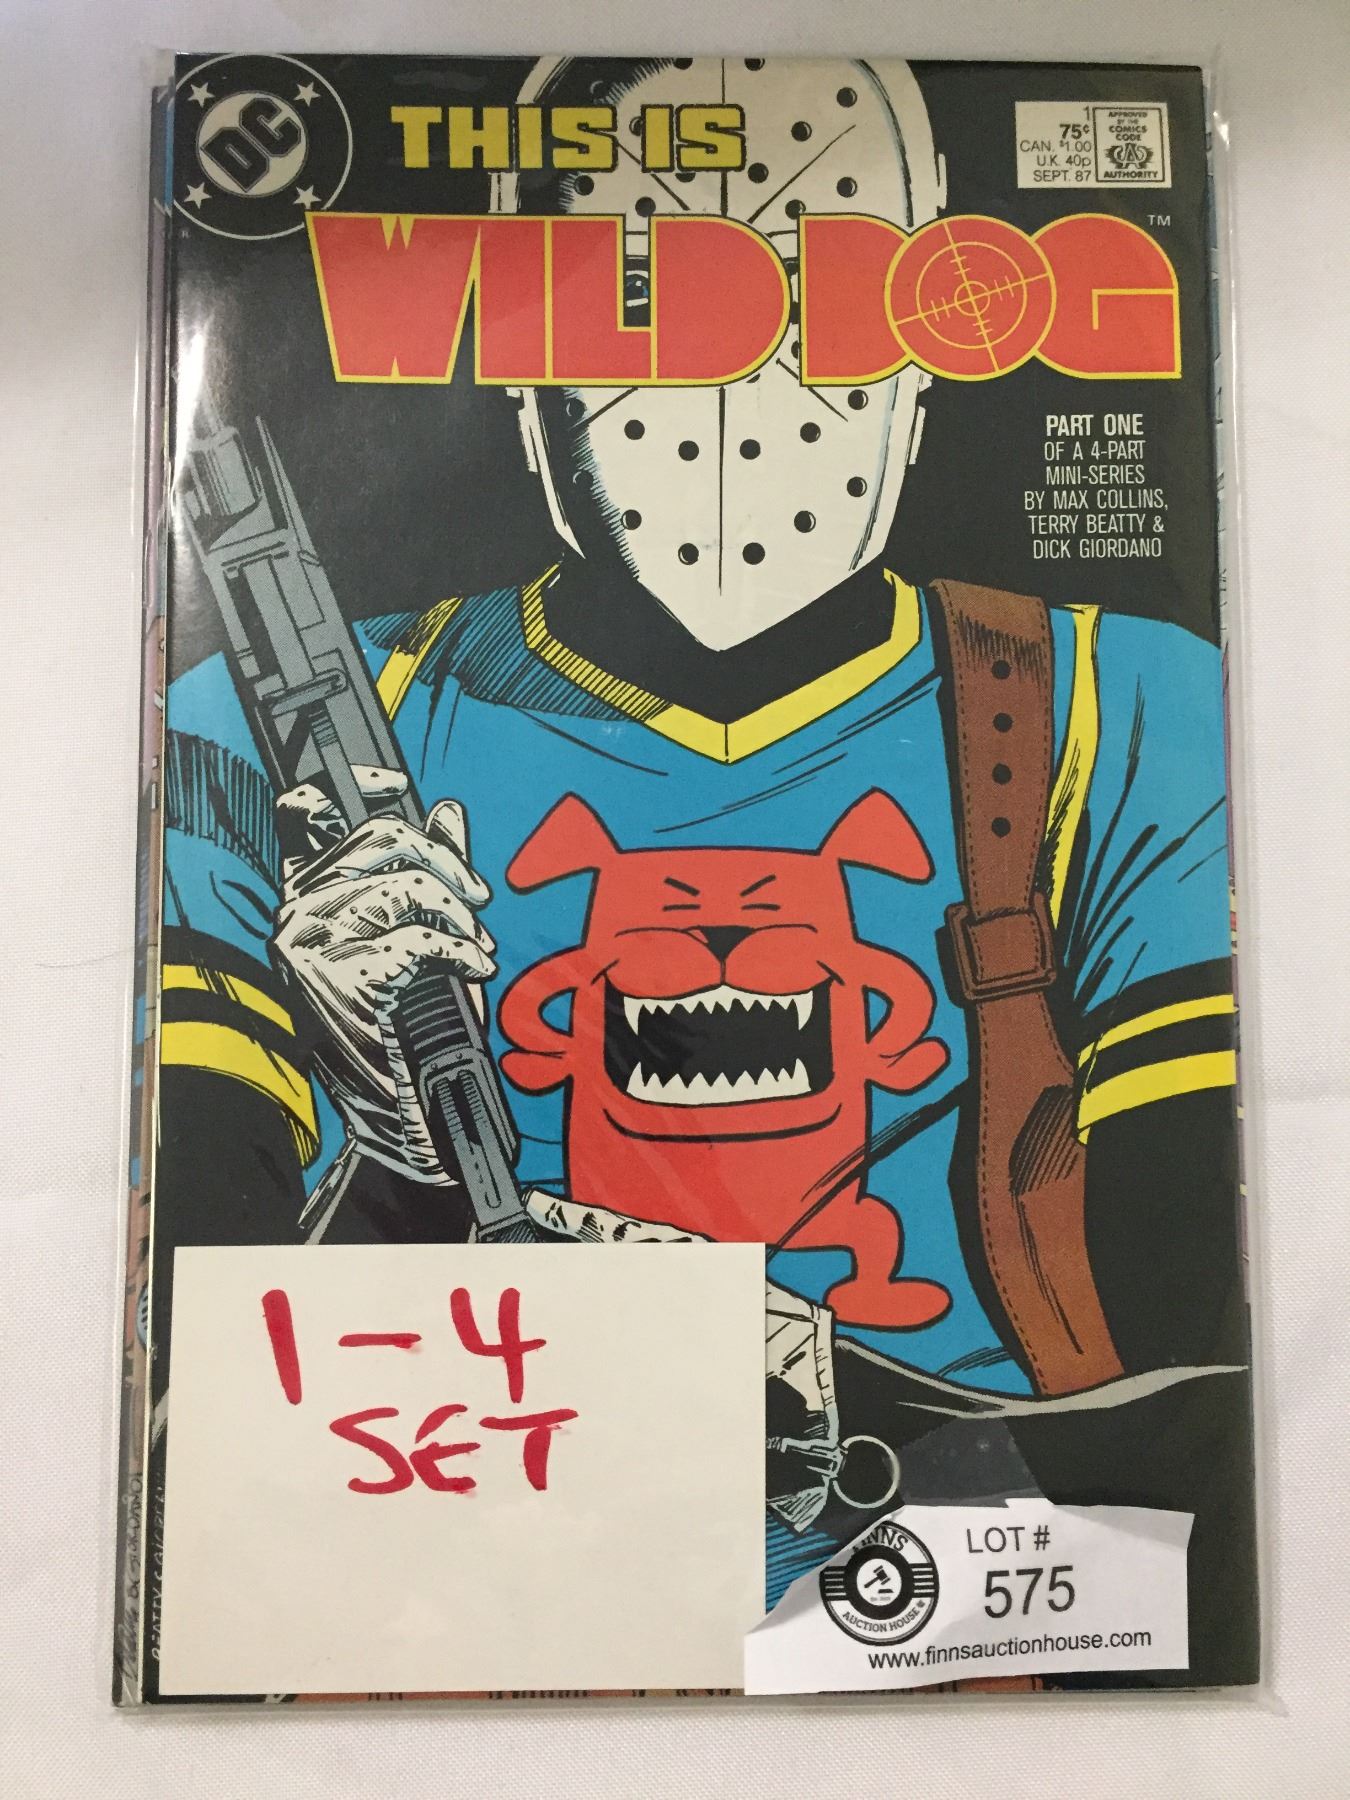 DC
THIS IS
WILD DOG
TM
1
75¢
CAN. $1.00
U.K. 40p
SEPT. 87
APPROVED
BY THE
COMICS
CODE
AUTHORITY
R
PART ONE
OF A 4-PART
MINI-SERIES
BY MAX COLLINS,
TERRY BEATTY &
DICK GIORDANO
1-4
SET
LOT #
575
AUCTION HOUSE
www.finnsauctionhouse.com